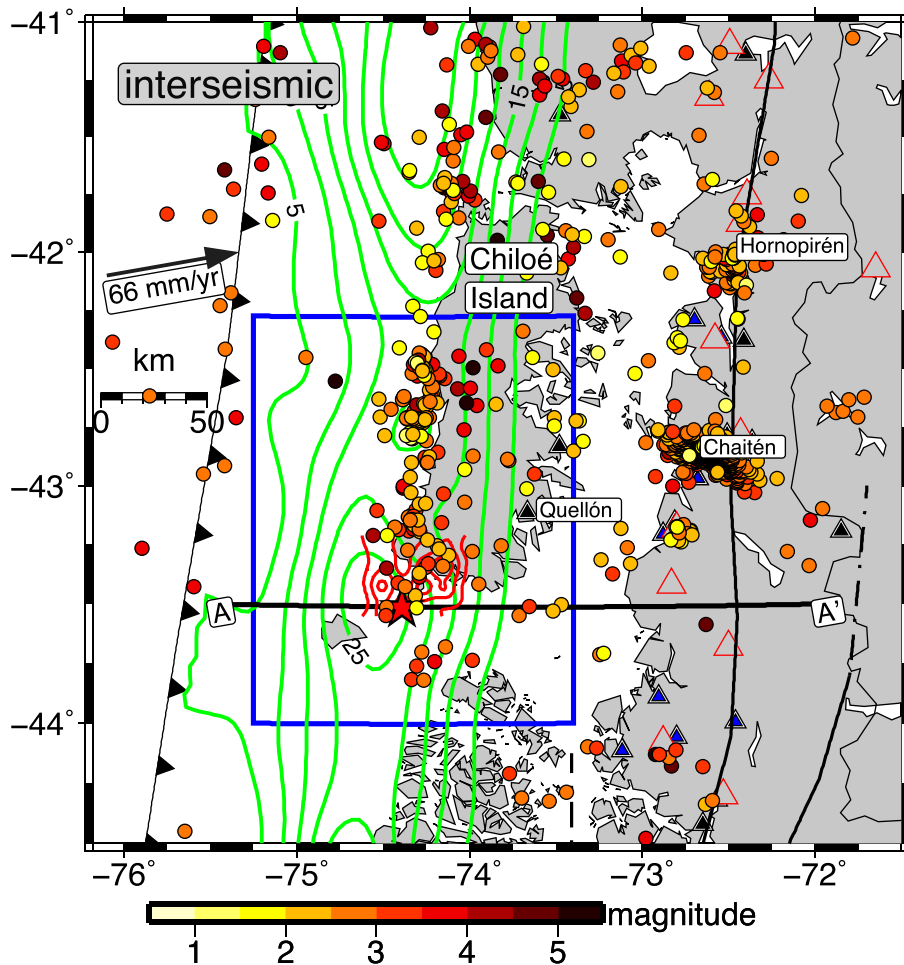 −41°
interseismic
15
5
−42°
Hornopirén
Chiloé
Island
66 mm/yr
km
0 50
Chaitén
−43°
Quellón
A A'
25
−44°
−76° −75° −74° −73° −72°
magnitude
1 2 3 4 5